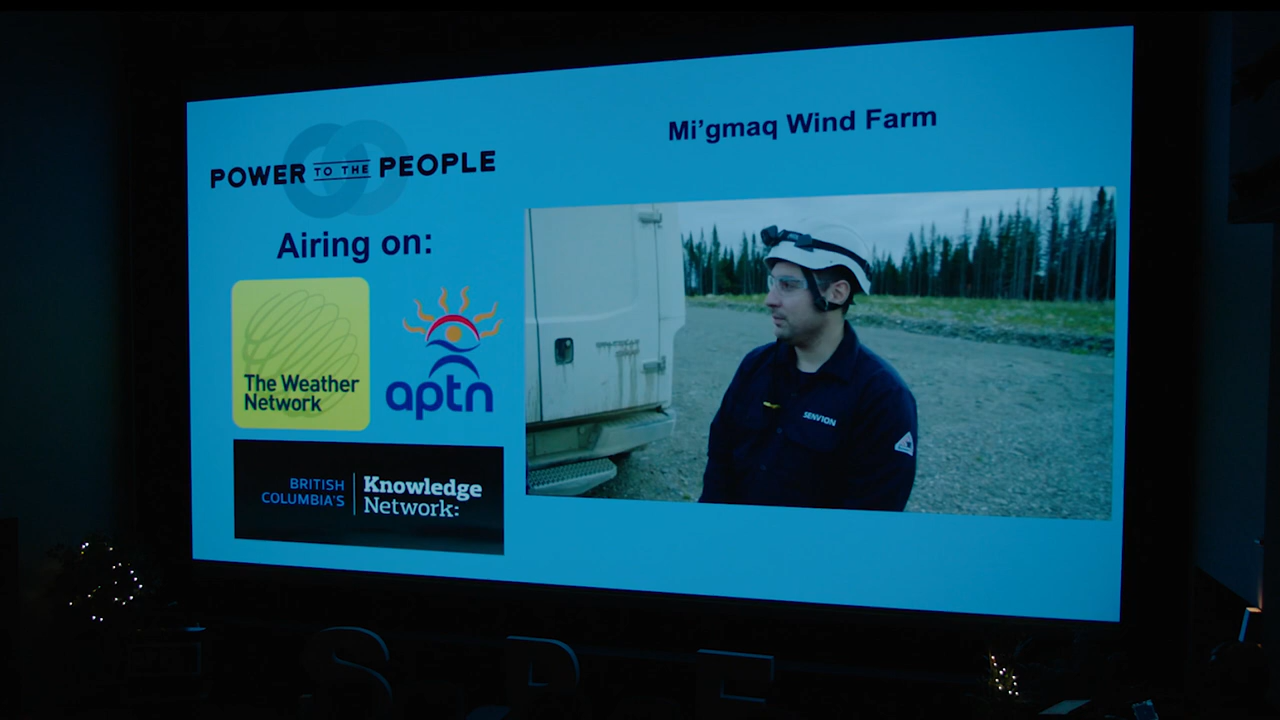 POWER TO THE PEOPLE
Airing on:
The Weather
Network
aptn
BRITISH
COLUMBIA'S
Knowledge
Network:
Mi'gmaq Wind Farm
SENVION